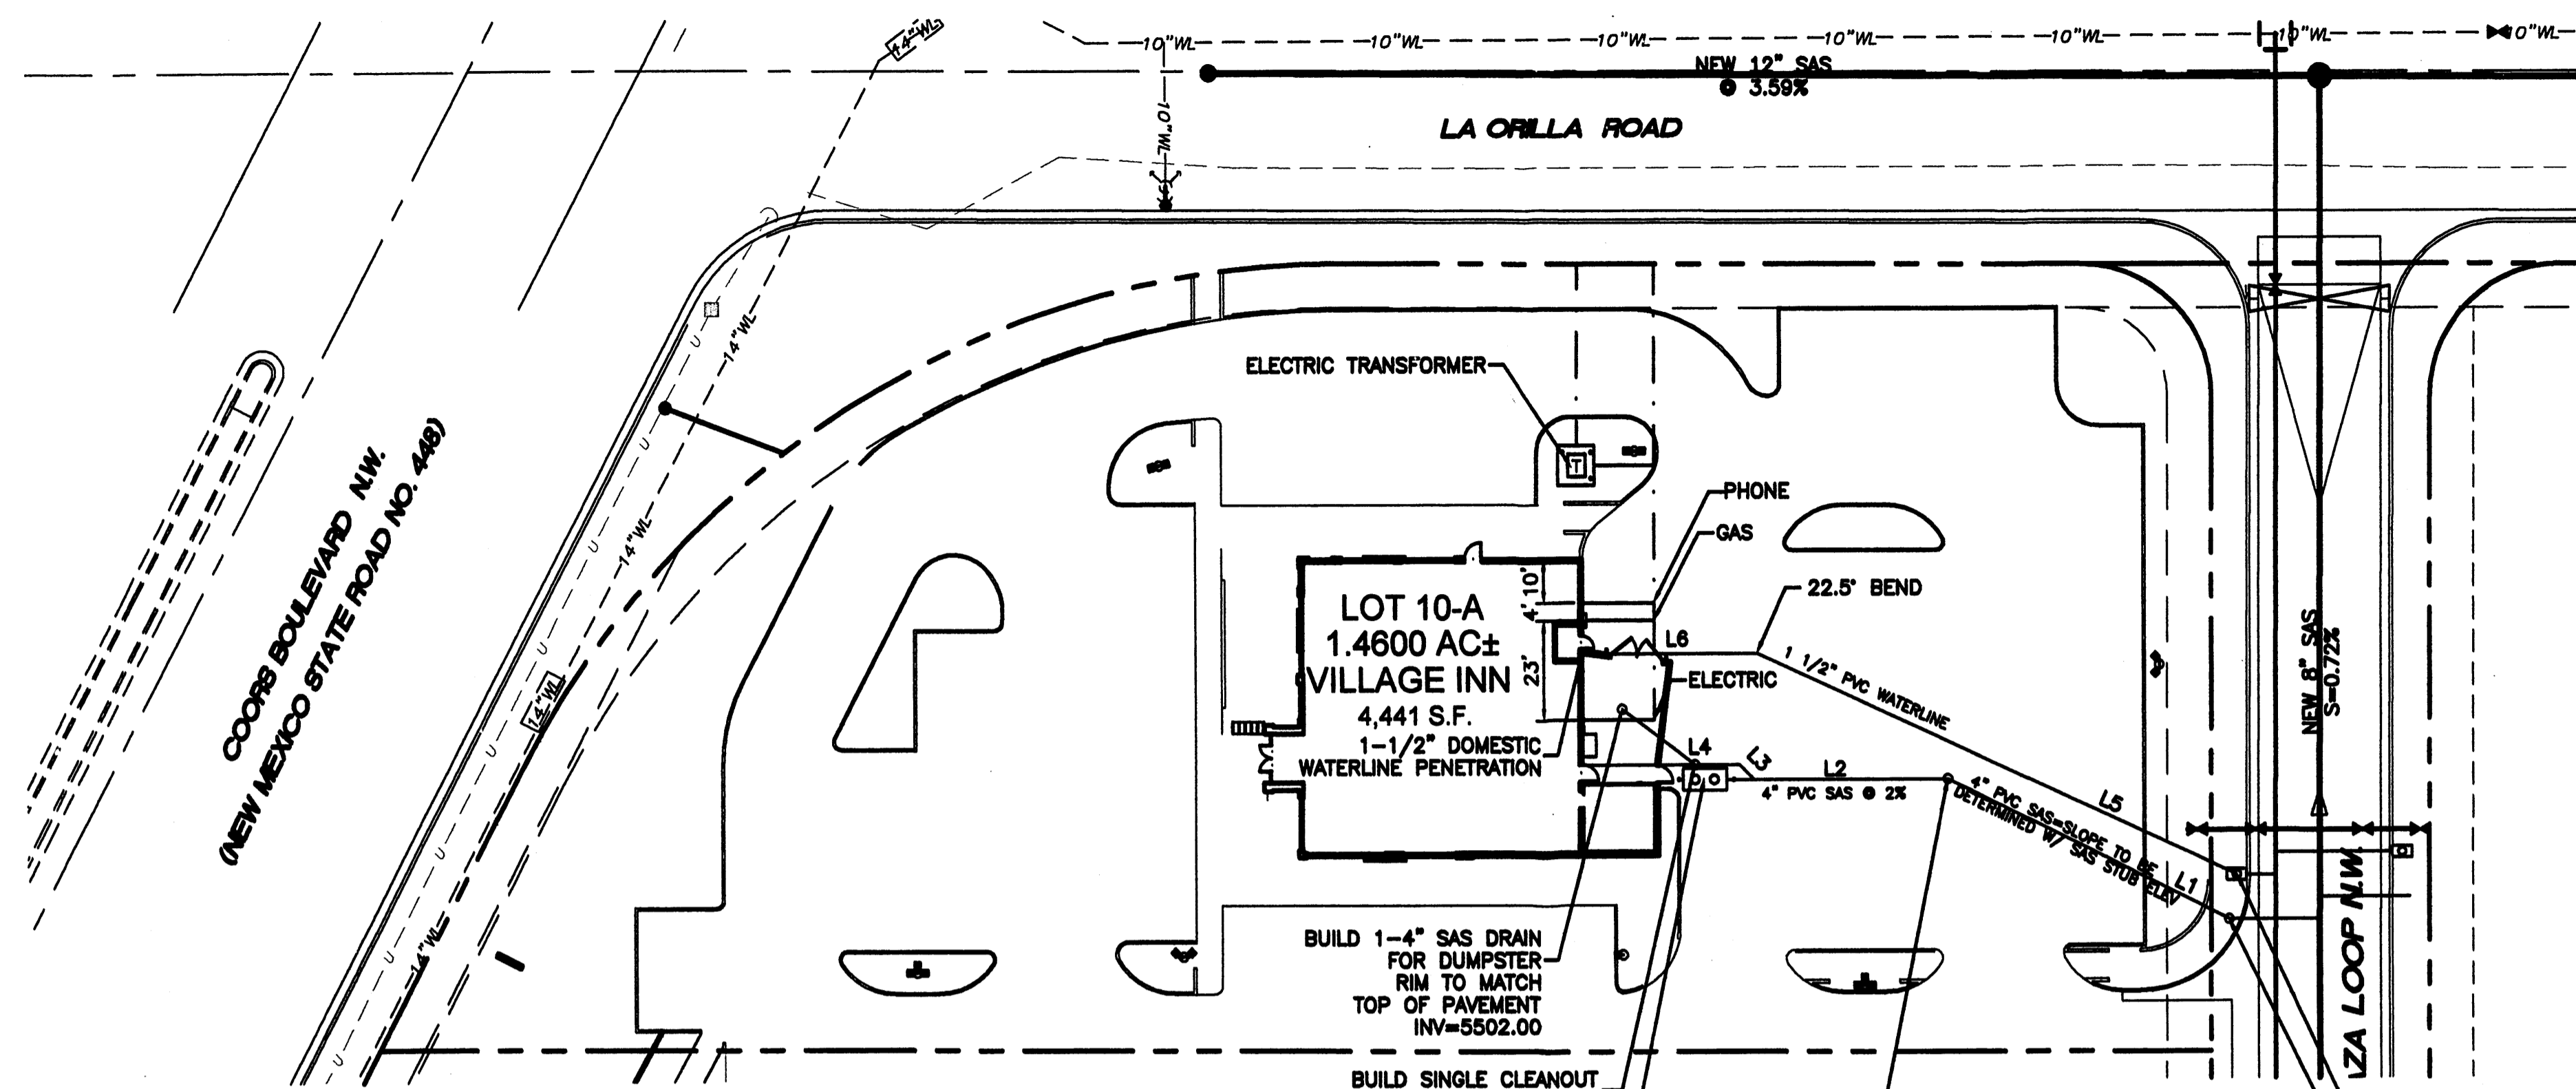 14"WL
10"WL
10"WL
10"WL
10"WL
10"WL
10"WL
10"WL
NEW 12" SAS
@ 3.59%
10"WL
LA ORILLA ROAD
14"WL
ELECTRIC TRANSFORMER
T
PHONE
GAS
22.5° BEND
COORS BOULEVARD N.W.
(NEW MEXICO STATE ROAD NO. 448)
14"WL
14"WL
14"WL
U
U
U
U
U
U
U
U
LOT 10-A
1.4600 AC±
VILLAGE INN
4,441 S.F.
1-1/2" DOMESTIC
WATERLINE PENETRATION
10'
4'
23'
L6
1 1/2" PVC WATERLINE
ELECTRIC
L4
L3
L2
4" PVC SAS @ 2%
L5
4" PVC SAS=SLOPE TO BE
DETERMINED W/ SAS STUB ELEV
L1
NEW 8" SAS
S=0.72%
ZA LOOP N.W.
BUILD 1-4" SAS DRAIN
FOR DUMPSTER
RIM TO MATCH
TOP OF PAVEMENT
INV=5502.00
BUILD SINGLE CLEANOUT